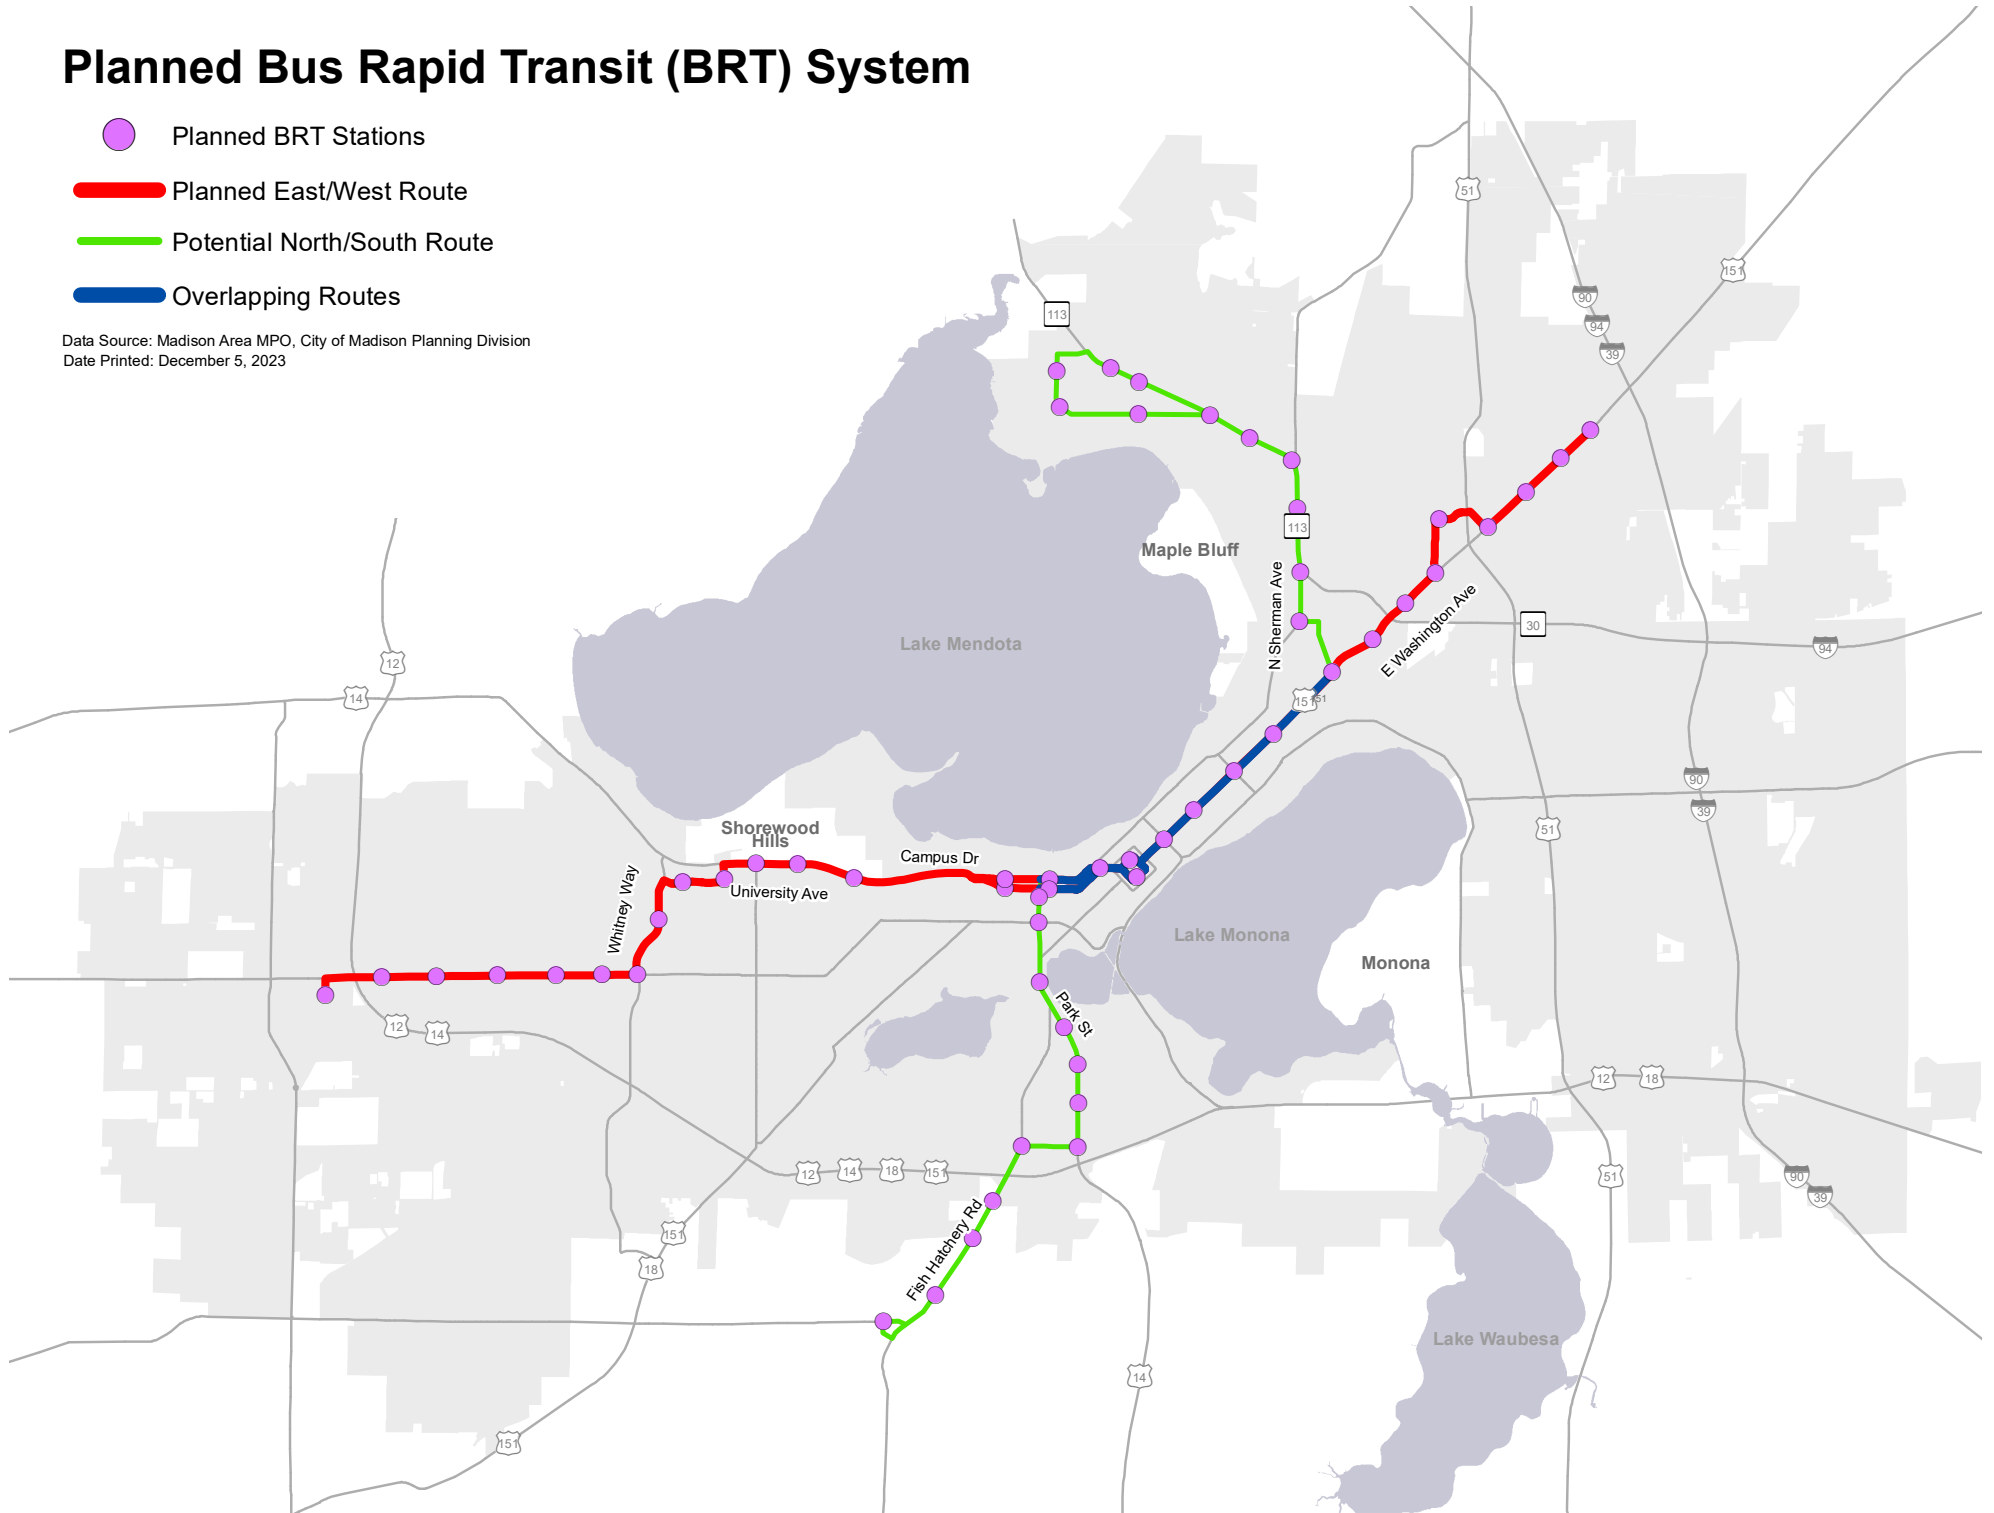 Planned Bus Rapid Transit (BRT) System
Planned BRT Stations
Planned East/West Route
Potential North/South Route
Overlapping Routes
Data Source: Madison Area MPO, City of Madison Planning Division
Date Printed: December 5, 2023
51
151
90
94
39
113
113
Maple Bluff
N Sherman Ave
E Washington Ave
30
94
Lake Mendota
12
14
151
151
90
39
51
Shorewood
Hills
Campus Dr
University Ave
Whitney Way
Lake Monona
Monona
Park St
12
14
12
18
12
14
18
151
51
90
39
Fish Hatchery Rd
151
18
Lake Waubesa
14
151